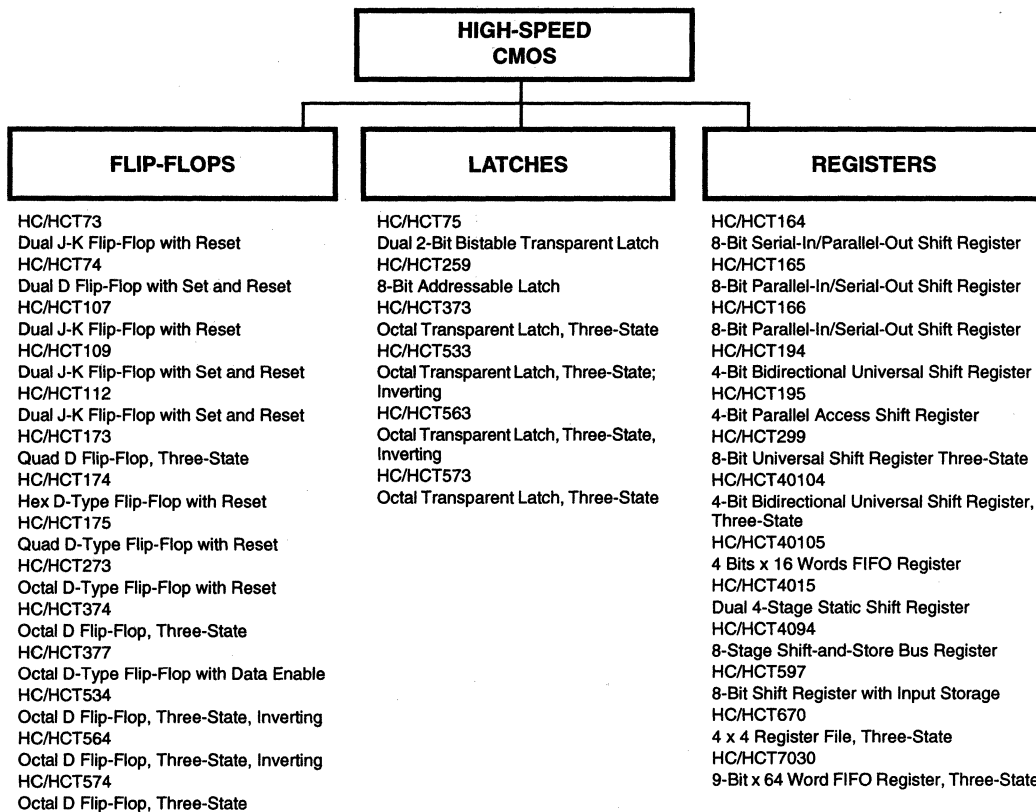 HIGH-SPEED
CMOS
FLIP-FLOPS
HC/HCT73
Dual J-K Flip-Flop with Reset
HC/HCT74
Dual D Flip-Flop with Set and Reset
HC/HCT107
Dual J-K Flip-Flop with Reset
HC/HCT109
Dual J-K Flip-Flop with Set and Reset
HC/HCT112
Dual J-K Flip-Flop with Set and Reset
HC/HCT173
Quad D Flip-Flop, Three-State
HC/HCT174
Hex D-Type Flip-Flop with Reset
HC/HCT175
Quad D-Type Flip-Flop with Reset
HC/HCT273
Octal D-Type Flip-Flop with Reset
HC/HCT374
Octal D Flip-Flop, Three-State
HC/HCT377
Octal D-Type Flip-Flop with Data Enable
HC/HCT534
Octal D Flip-Flop, Three-State, Inverting
HC/HCT564
Octal D Flip-Flop, Three-State, Inverting
HC/HCT574
Octal D Flip-Flop, Three-State
LATCHES
HC/HCT75
Dual 2-Bit Bistable Transparent Latch
HC/HCT259
8-Bit Addressable Latch
HC/HCT373
Octal Transparent Latch, Three-State
HC/HCT533
Octal Transparent Latch, Three-State;
Inverting
HC/HCT563
Octal Transparent Latch, Three-State,
Inverting
HC/HCT573
Octal Transparent Latch, Three-State
REGISTERS
HC/HCT164
8-Bit Serial-In/Parallel-Out Shift Register
HC/HCT165
8-Bit Parallel-In/Serial-Out Shift Register
HC/HCT166
8-Bit Parallel-In/Serial-Out Shift Register
HC/HCT194
4-Bit Bidirectional Universal Shift Register
HC/HCT195
4-Bit Parallel Access Shift Register
HC/HCT299
8-Bit Universal Shift Register Three-State
HC/HCT40104
4-Bit Bidirectional Universal Shift Register,
Three-State
HC/HCT40105
4 Bits x 16 Words FIFO Register
HC/HCT4015
Dual 4-Stage Static Shift Register
HC/HCT4094
8-Stage Shift-and-Store Bus Register
HC/HCT597
8-Bit Shift Register with Input Storage
HC/HCT670
4 x 4 Register File, Three-State
HC/HCT7030
9-Bit x 64 Word FIFO Register, Three-State